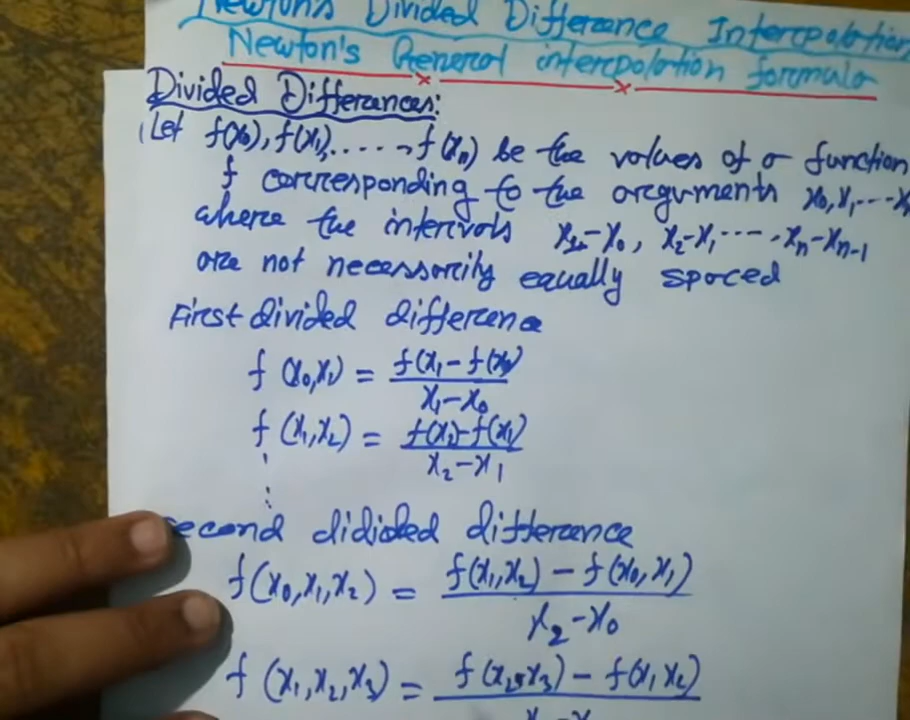 Newton's Divided Difference Interpolation
Newton's General interpolation formula
Divided Differences:
Let f(x₀), f(x₁), ....., f(xₙ) be the values of a function
f corresponding to the arguments x₀, x₁, ...
where the intervals x₁-x₀, x₂-x₁ ...., xₙ-xₙ₋₁
are not necessarily equally spaced
First divided difference
f (x₀,x₁) = f(x₁ - f(x₀) / x₁-x₀
f (x₁,x₂) = f(x₂)-f(x₁) / x₂-x₁
second didided difference
f(x₀,x₁,x₂) = f(x₁,x₂) - f(x₀,x₁) / x₂-x₀
f (x₁,x₂,x₃) = f(x₂,x₃) - f(x₁ x₂)